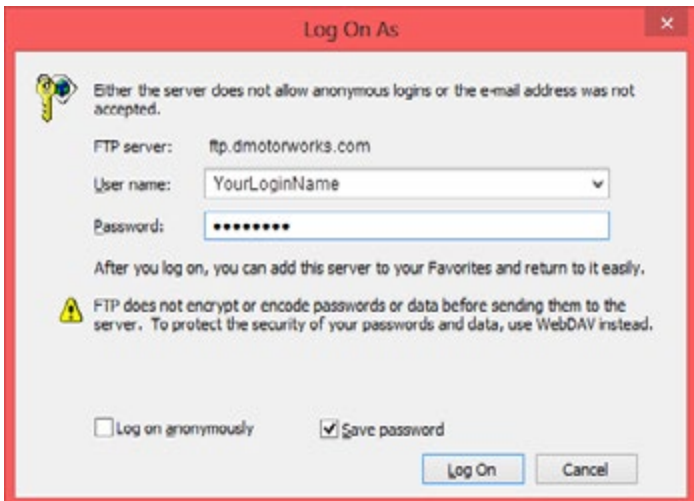 Log On As
Either the server does not allow anonymous logins or the e-mail address was not
accepted.
FTP server: ftp.dmotorworks.com
User name: YourLoginName
Password: ••••••••
After you log on, you can add this server to your Favorites and return to it easily.
FTP does not encrypt or encode passwords or data before sending them to the
server. To protect the security of your passwords and data, use WebDAV instead.
Log on anonymously Save password
Log On Cancel